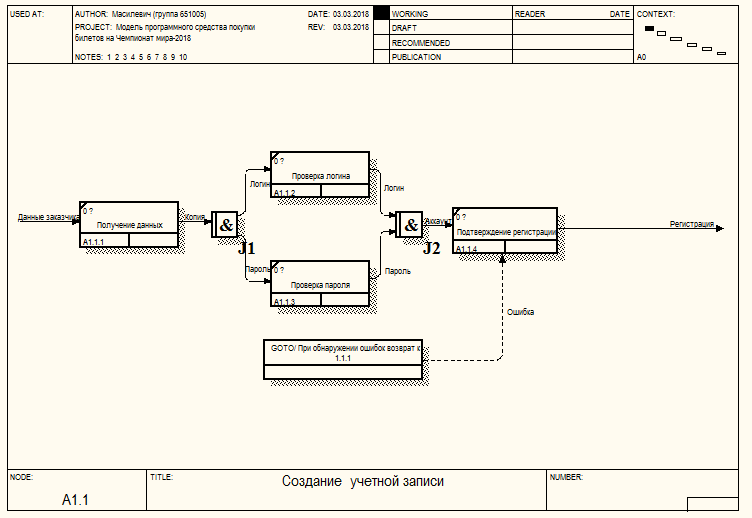 USED AT:
AUTHOR: Масилевич (группа 651005)
DATE: 03.03.2018
PROJECT: Модель программного средства покупки
билетов на Чемпионат мира-2018
REV: 03.03.2018
NOTES: 1 2 3 4 5 6 7 8 9 10
WORKING
DRAFT
RECOMMENDED
PUBLICATION
READER
DATE
CONTEXT:
A0
Данные заказчика
0 ?
Получение данных
A1.1.1
Копия
&
J1
Логин
0 ?
Проверка логина
A1.1.2
Логин
Пароль
0 ?
Проверка пароля
A1.1.3
Пароль
&
J2
Аккаунт
0 ?
Подтверждение регистрации
A1.1.4
Регистрация
Ошибка
GOTO/ При обнаружении ошибок возврат к
1.1.1
NODE:
A1.1
TITLE:
Создание учетной записи
NUMBER: